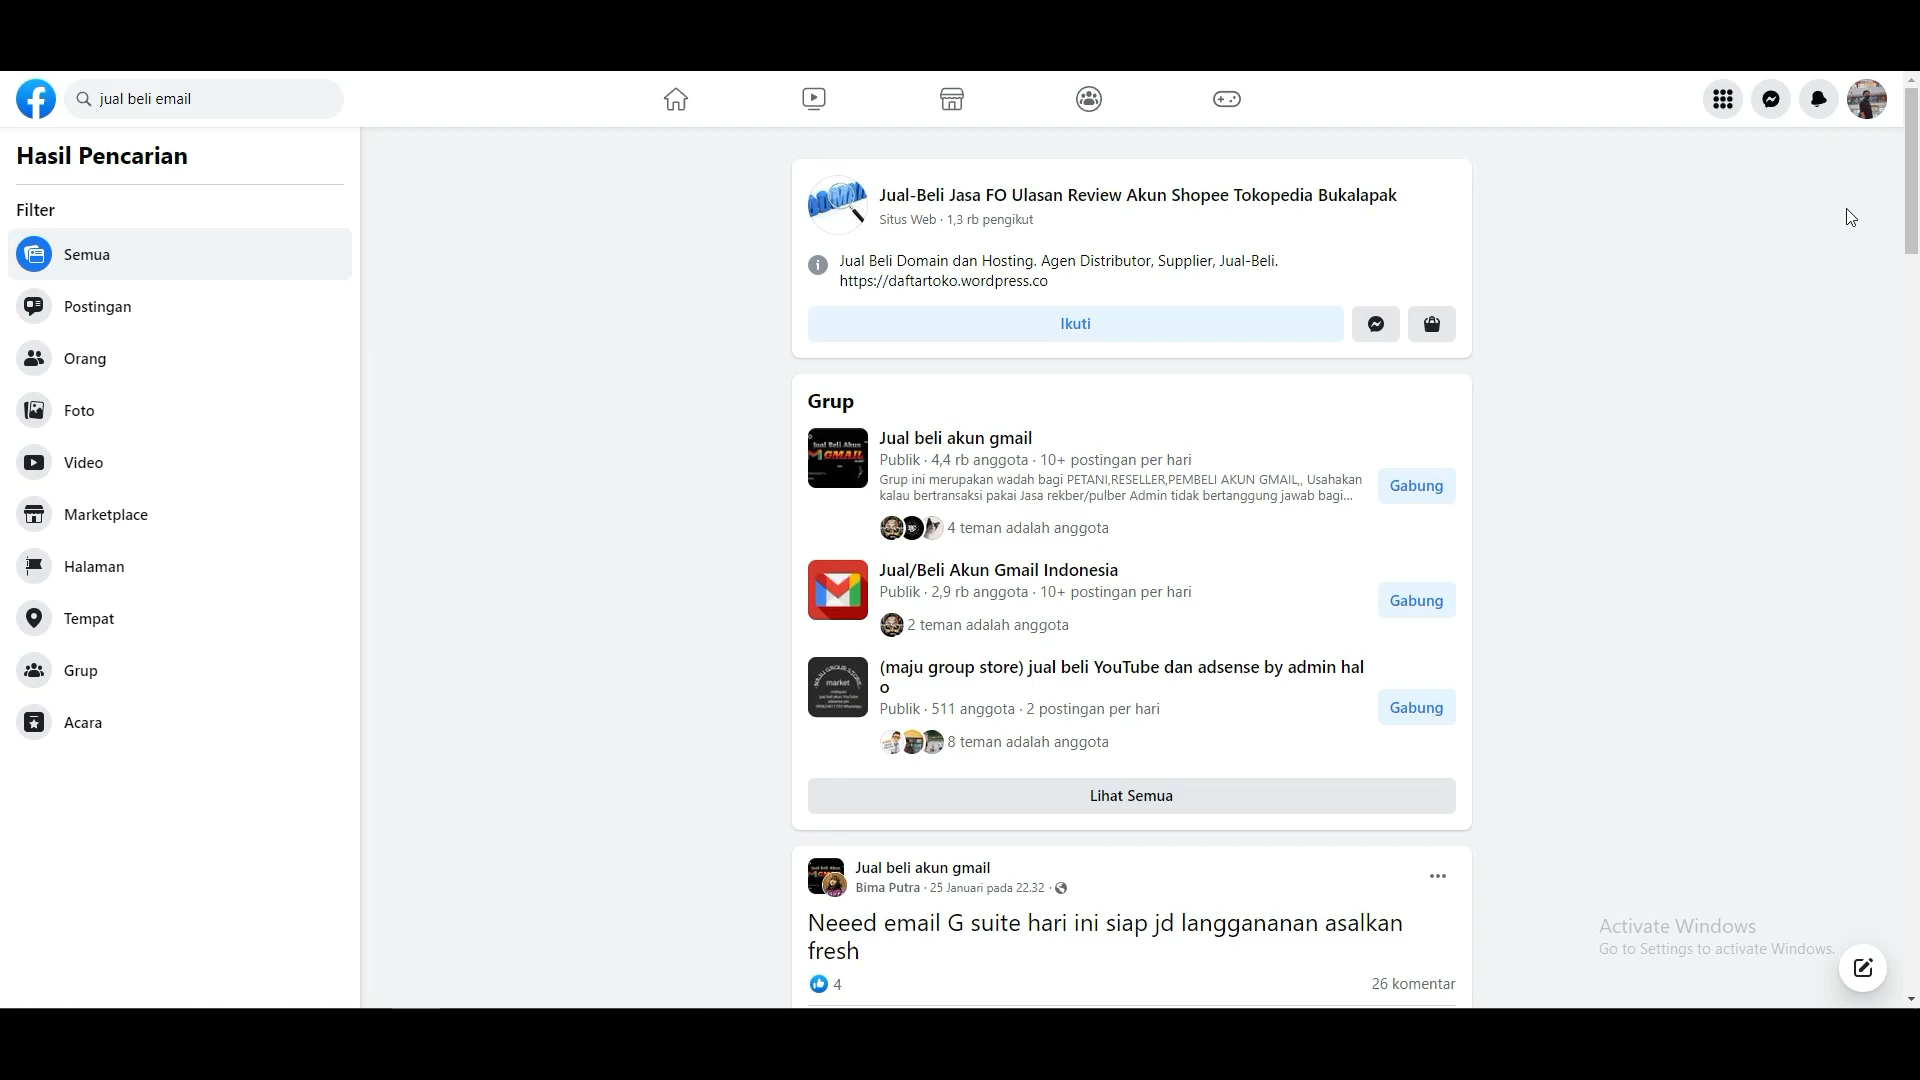 jual beli email
Hasil Pencarian
Filter
Semua
Postingan
Orang
Foto
Video
Marketplace
Halaman
Tempat
Grup
Acara
Jual-Beli Jasa FO Ulasan Review Akun Shopee Tokopedia Bukalapak
Situs Web · 1,3 rb pengikut
Jual Beli Domain dan Hosting. Agen Distributor, Supplier, Jual-Beli.
https://daftartoko.wordpress.co
Ikuti
Grup
Jual beli akun gmail
Publik · 4,4 rb anggota · 10+ postingan per hari
Grup ini merupakan wadah bagi PETANI,RESELLER,PEMBELI AKUN GMAIL,, Usahakan
kalau bertransaksi pakai Jasa rekber/pulber Admin tidak bertanggung jawab bagi...
Gabung
4 teman adalah anggota
Jual/Beli Akun Gmail Indonesia
Publik · 2,9 rb anggota · 10+ postingan per hari
Gabung
2 teman adalah anggota
(maju group store) jual beli YouTube dan adsense by admin hal
o
Publik · 511 anggota · 2 postingan per hari
Gabung
8 teman adalah anggota
Lihat Semua
Jual beli akun gmail
Bima Putra · 25 Januari pada 22.32 ·
Neeed email G suite hari ini siap jd langgananan asalkan
fresh
4
26 komentar
Activate Windows
Go to Settings to activate Windows.